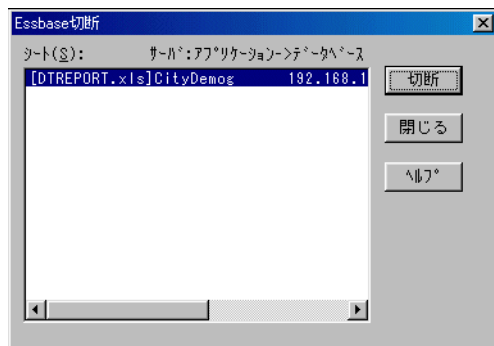 Essbase切断
ｼｰﾄ(S): ｻｰﾊﾞ:ｱﾌﾟﾘｹｰｼｮﾝ->ﾃﾞｰﾀﾍﾞｰｽ
[DTREPORT.xls]CityDemog 192.168.1
切断
閉じる
ﾍﾙﾌﾟ